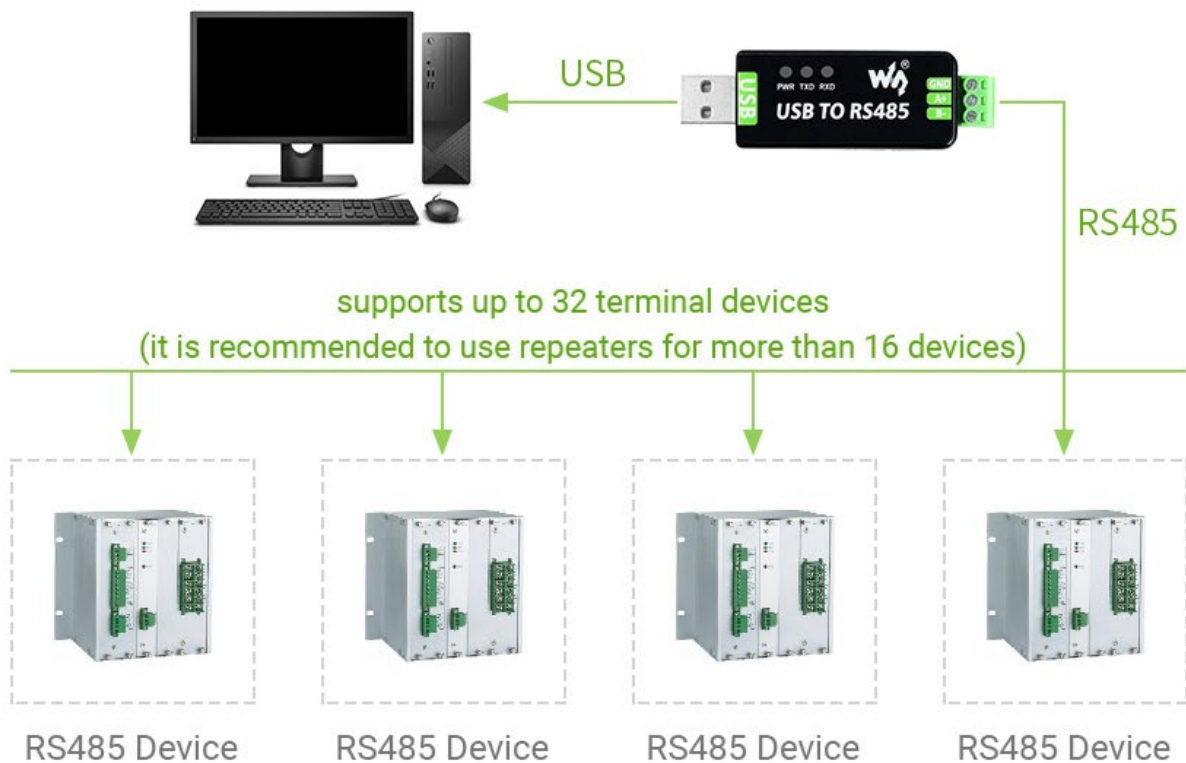 USB
USB
PWR TXD RXD
USB TO RS485
GND
A+
B-
RS485
supports up to 32 terminal devices
(it is recommended to use repeaters for more than 16 devices)
RS485 Device
RS485 Device
RS485 Device
RS485 Device